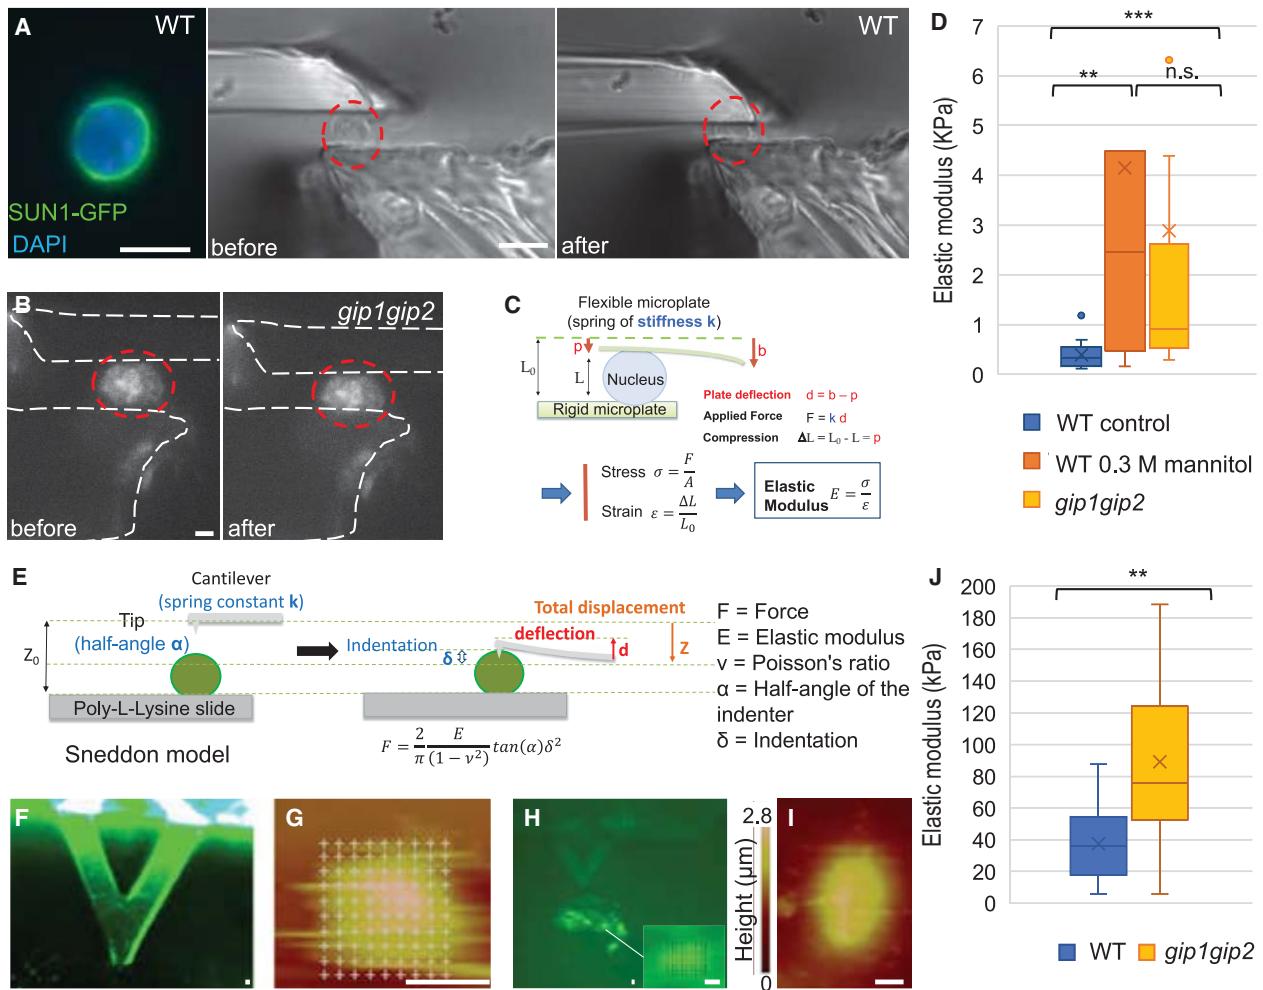 A
WT
SUN1-GFP
DAPI
before
WT
after
B
gip1gip2
before
after
C
Flexible microplate
(spring of stiffness k)
p
b
L₀
L
Nucleus
Rigid microplate
Plate deflection d = b – p
Applied Force F = k d
Compression ΔL = L₀ - L = p
Stress σ = F/A
Strain ε = ΔL/L₀
Elastic
Modulus E = σ/ε
D
Elastic modulus (KPa)
7
6
5
4
3
2
1
0
***
**
n.s.
WT control
WT 0.3 M mannitol
gip1gip2
E
Cantilever
(spring constant k)
Tip
(half-angle α)
Z₀
Poly-L-Lysine slide
Sneddon model
Indentation
δ
Total displacement
deflection
d
Z
F = 2/π E/(1 − ν²) tan(α)δ²
F = Force
E = Elastic modulus
ν = Poisson's ratio
α = Half-angle of the
indenter
δ = Indentation
F
G
H
Height (μm)
2.8
0
I
J
Elastic modulus (kPa)
200
180
160
140
120
100
80
60
40
20
0
**
WT
gip1gip2